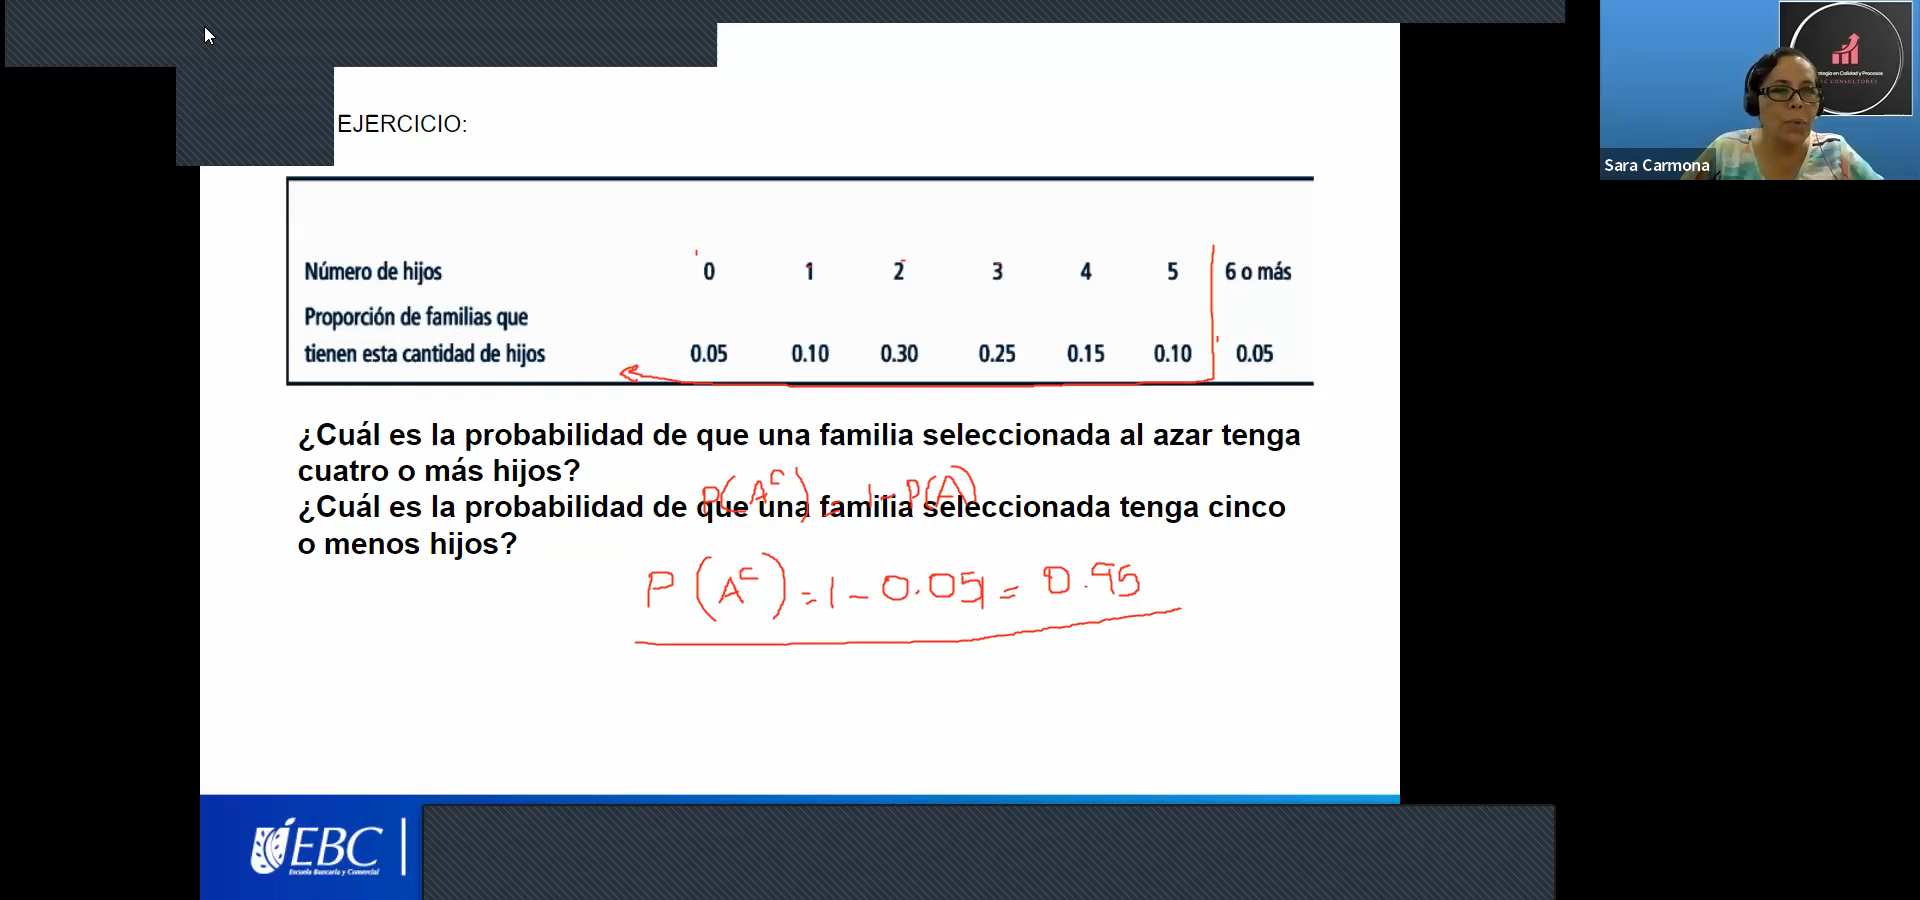 EJERCICIO:
Número de hijos 0 1 2 3 4 5 6 o más
Proporción de familias que
tienen esta cantidad de hijos 0.05 0.10 0.30 0.25 0.15 0.10 0.05
¿Cuál es la probabilidad de que una familia seleccionada al azar tenga
cuatro o más hijos?
P(A^c) = 1 - P(A)
¿Cuál es la probabilidad de que una familia seleccionada tenga cinco
o menos hijos?
P(A^c) = 1 - 0.05 = 0.95
EBC
Escuela Bancaria y Comercial
Sara Carmona